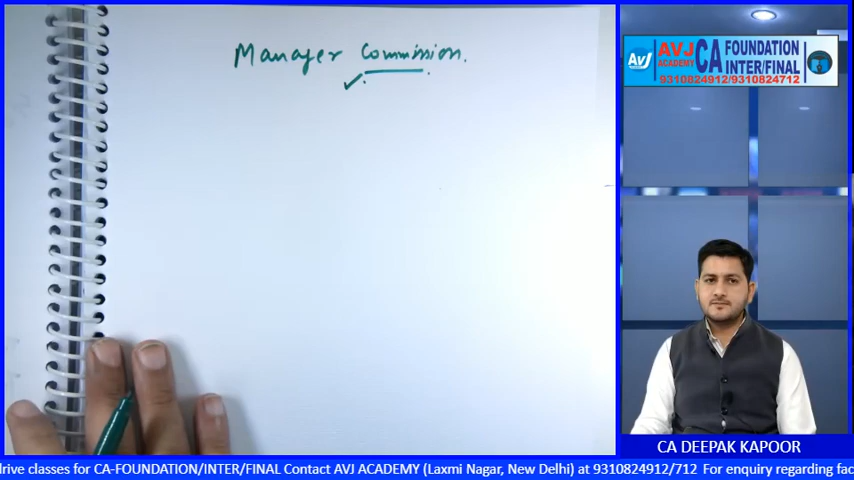 Manager Commission.
AVJ
AVJ
ACADEMY
CA
FOUNDATION
INTER/FINAL
9310824912/9310824712
CA DEEPAK KAPOOR
drive classes for CA-FOUNDATION/INTER/FINAL Contact AVJ ACADEMY (Laxmi Nagar, New Delhi) at 9310824912/712 For enquiry regarding fac